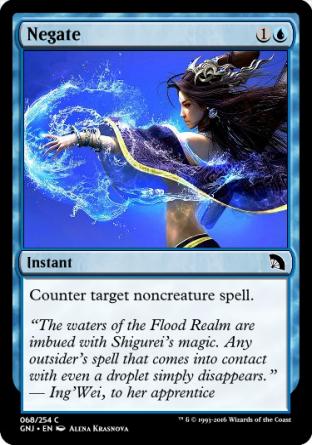 Negate 1
Instant
Counter target noncreature spell.
“The waters of the Flood Realm are
imbued with Shigurei’s magic. Any
outsider’s spell that comes into contact
with even a droplet simply disappears.”
— Ing’Wei, to her apprentice
068/254 C
GNJ • EN Alina Krasnova
™ & © 1993-2016 Wizards of the Coast